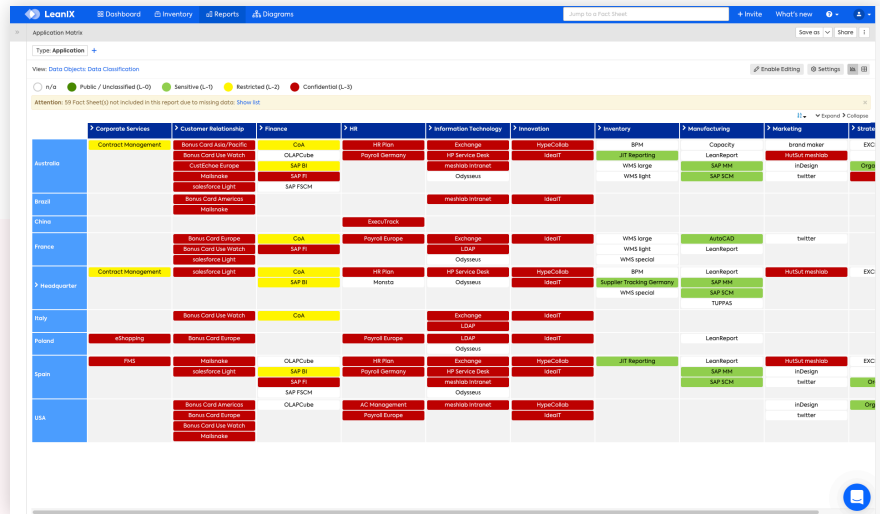 LeanIX Dashboard Inventory Reports Diagrams Jump to a Fact Sheet + Invite What's new
Application Matrix Save as Share
Type: Application +
View: Data Objects: Data Classification Enable Editing Settings
n/a Public / Unclassified (L-0) Sensitive (L-1) Restricted (L-2) Confidential (L-3)
Attention: 59 Fact Sheet(s) not included in this report due to missing data: Show list ×
Expand Collapse
Corporate Services Customer Relationship Finance HR Information Technology Innovation Inventory Manufacturing Marketing Strate
Contract Management Bonus Card Asia/Pacific CoA HR Plan Exchange HypeCollab BPM Capacity brand maker EXC
Bonus Card Use Watch OLAPCube Payroll Germany HP Service Desk IdealT JIT Reporting LeanReport HutSut meshlab
Australia CustEchoe Europe SAP BI meshlab Intranet WMS large SAP MM inDesign Orga
Mailsnake SAP FI Odysseus WMS light SAP SCM twitter
salesforce Light SAP FSCM
Brazil Bonus Card Americas meshlab Intranet IdealT
Mailsnake
China ExecuTrack
Bonus Card Europe CoA Payroll Europe Exchange IdealT WMS large AutoCAD twitter
France Bonus Card Use Watch SAP FI LDAP WMS light LeanReport
salesforce Light Odysseus WMS special
Contract Management salesforce Light CoA HR Plan HP Service Desk HypeCollab BPM LeanReport HutSut meshlab EXC
Headquarter SAP BI Monsta Odysseus IdealT Supplier Tracking Germany SAP MM
WMS special SAP SCM
TUPPAS
Italy Bonus Card Use Watch CoA Exchange IdealT
LDAP
Poland eShopping Bonus Card Europe Payroll Europe LDAP IdealT LeanReport
Odysseus
FMS Mailsnake OLAPCube HR Plan Exchange HypeCollab JIT Reporting LeanReport HutSut meshlab EXC
Spain salesforce Light SAP BI Payroll Germany HP Service Desk IdealT SAP MM inDesign
SAP FI meshlab Intranet SAP SCM twitter
SAP FSCM Odysseus
Bonus Card Americas OLAPCube AC Management meshlab Intranet HypeCollab inDesign Org
USA Bonus Card Europe Payroll Europe IdealT twitter
Bonus Card Use Watch
Mailsnake